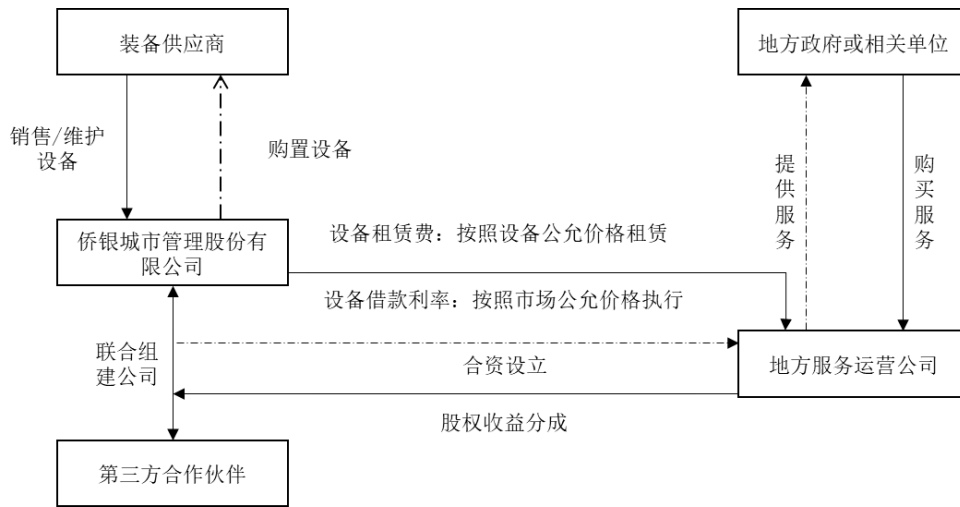 装备供应商
地方政府或相关单位
销售/维护
设备
购置设备
提
供
服
务
购
买
服
务
侨银城市管理股份有
限公司
设备租赁费：按照设备公允价格租赁
设备借款利率：按照市场公允价格执行
联合组
建公司
合资设立
地方服务运营公司
股权收益分成
第三方合作伙伴